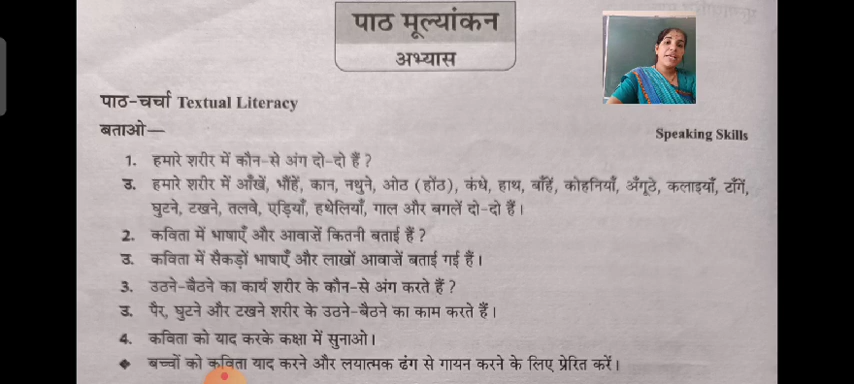 पाठ मूल्यांकन
अभ्यास
पाठ-चर्चा Textual Literacy
बताओ—
Speaking Skills
1. हमारे शरीर में कौन-से अंग दो-दो हैं ?
उ. हमारे शरीर में आँखें, भौंहें, कान, नथुने, ओठ (होंठ), कंधे, हाथ, बाँहें, कोहनियाँ, अँगूठे, कलाइयाँ, टाँगें,
घुटने, टखने, तलवे, एड़ियाँ, हथेलियाँ, गाल और बगलें दो-दो हैं।
2. कविता में भाषाएँ और आवाज़ें कितनी बताई हैं ?
उ. कविता में सैकड़ों भाषाएँ और लाखों आवाज़ें बताई गई हैं।
3. उठने-बैठने का कार्य शरीर के कौन-से अंग करते हैं ?
उ. पैर, घुटने और टखने शरीर के उठने-बैठने का काम करते हैं।
4. कविता को याद करके कक्षा में सुनाओ।
◆ बच्चों को कविता याद करने और लयात्मक ढंग से गायन करने के लिए प्रेरित करें।